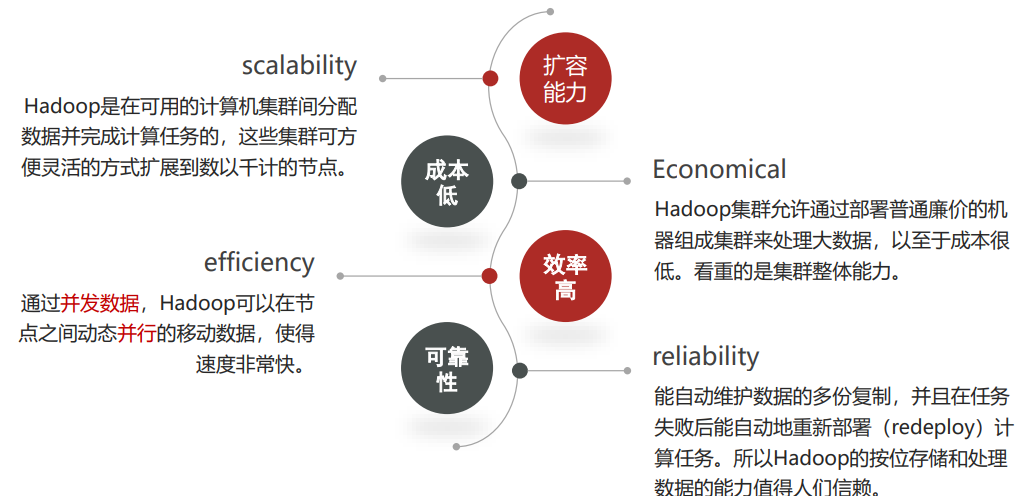 scalability
Hadoop是在可用的计算机集群间分配
数据并完成计算任务的，这些集群可方
便灵活的方式扩展到数以千计的节点。
扩容
能力
成本
低
Economical
Hadoop集群允许通过部署普通廉价的机
器组成集群来处理大数据，以至于成本很
低。看重的是集群整体能力。
efficiency
通过并发数据，Hadoop可以在节
点之间动态并行的移动数据，使得
速度非常快。
效率
高
可靠
性
reliability
能自动维护数据的多份复制，并且在任务
失败后能自动地重新部署（redeploy）计
算任务。所以Hadoop的按位存储和处理
数据的能力值得人们信赖。